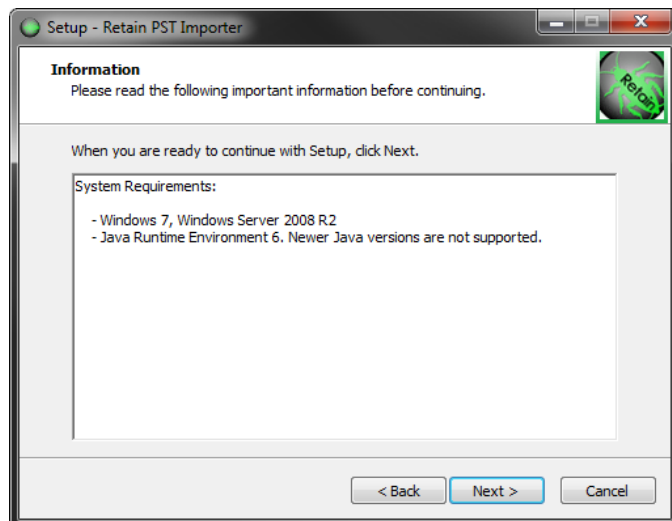 Setup - Retain PST Importer
Information
Please read the following important information before continuing.
Retain
When you are ready to continue with Setup, click Next.
System Requirements:
- Windows 7, Windows Server 2008 R2
- Java Runtime Environment 6. Newer Java versions are not supported.
< Back
Next >
Cancel